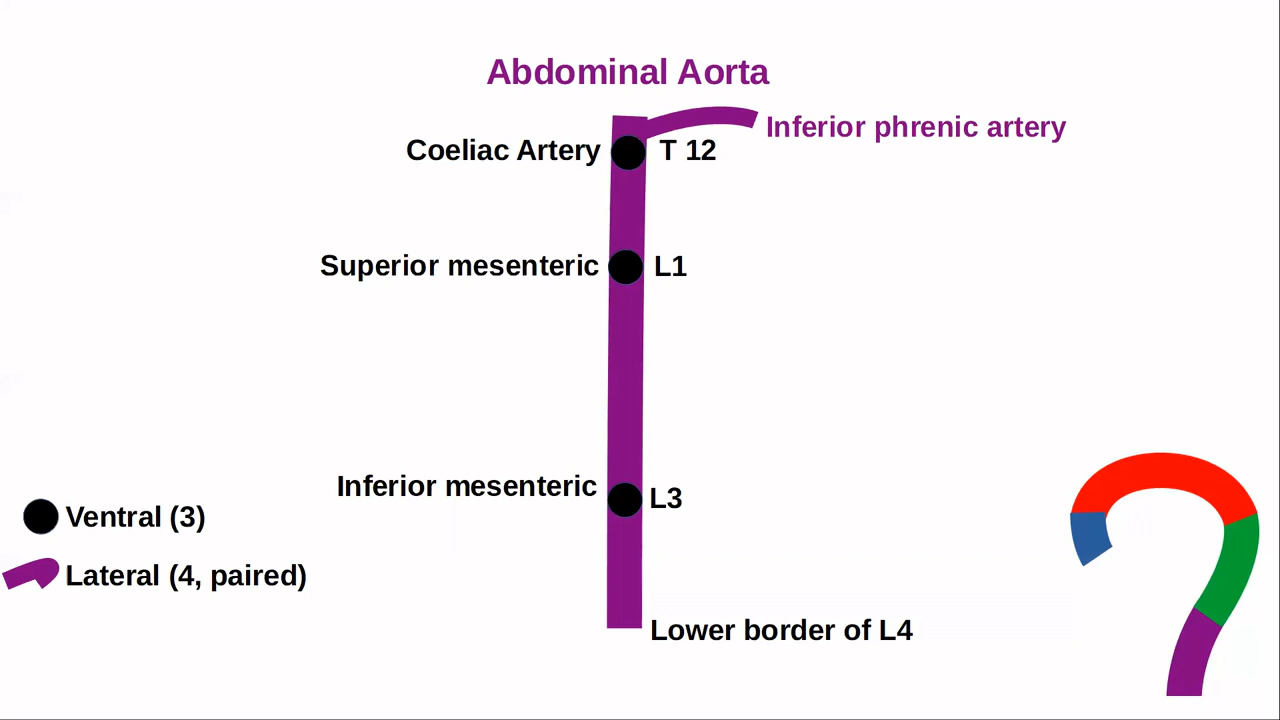 Abdominal Aorta
Inferior phrenic artery
Coeliac Artery
T 12
Superior mesenteric
L1
Inferior mesenteric
L3
Ventral (3)
Lateral (4, paired)
Lower border of L4